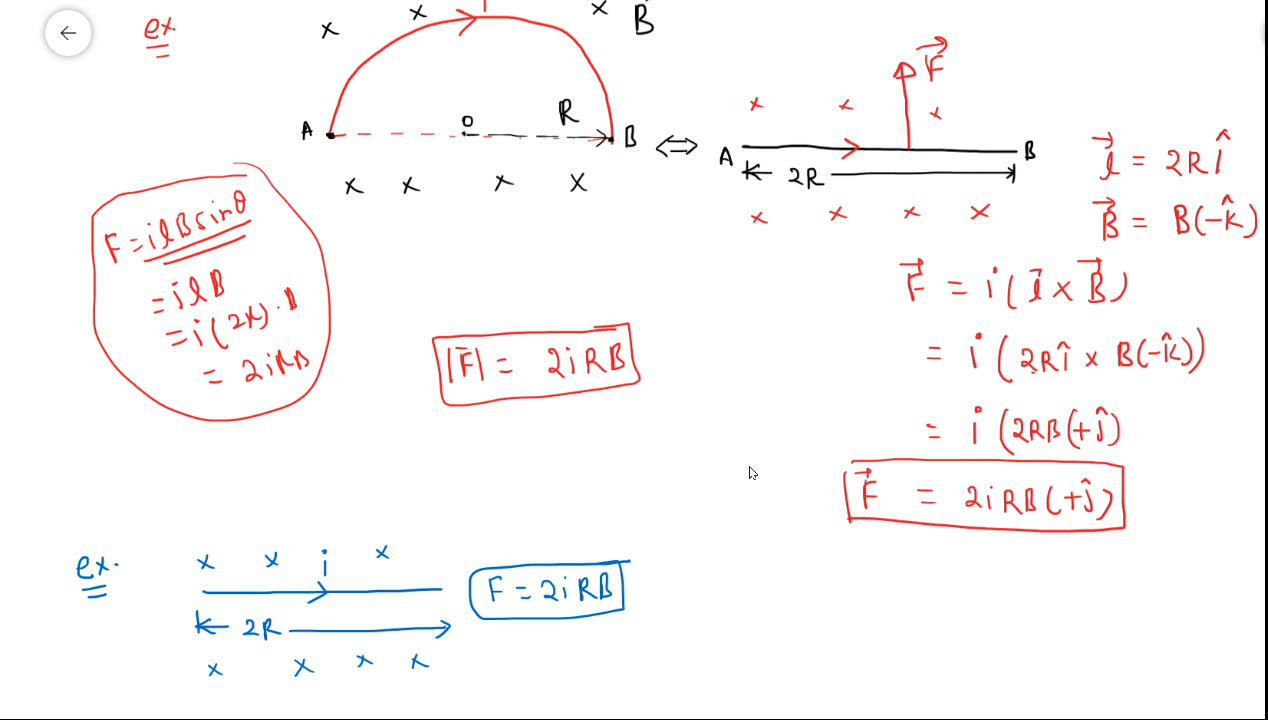 ex.
i
B
A
O
R
B
⇔
F⃗
A
B
2R
l⃗ = 2R î
B⃗ = B(-k̂)
F = ilB sinθ
= ilB
= i(2R)·B
= 2iRB
|F⃗| = 2iRB
F⃗ = i(l⃗ × B⃗)
= i(2Rî × B(-k̂))
= i(2RB(+ĵ)
F⃗ = 2iRB(+ĵ)
ex.
i
2R
F = 2iRB